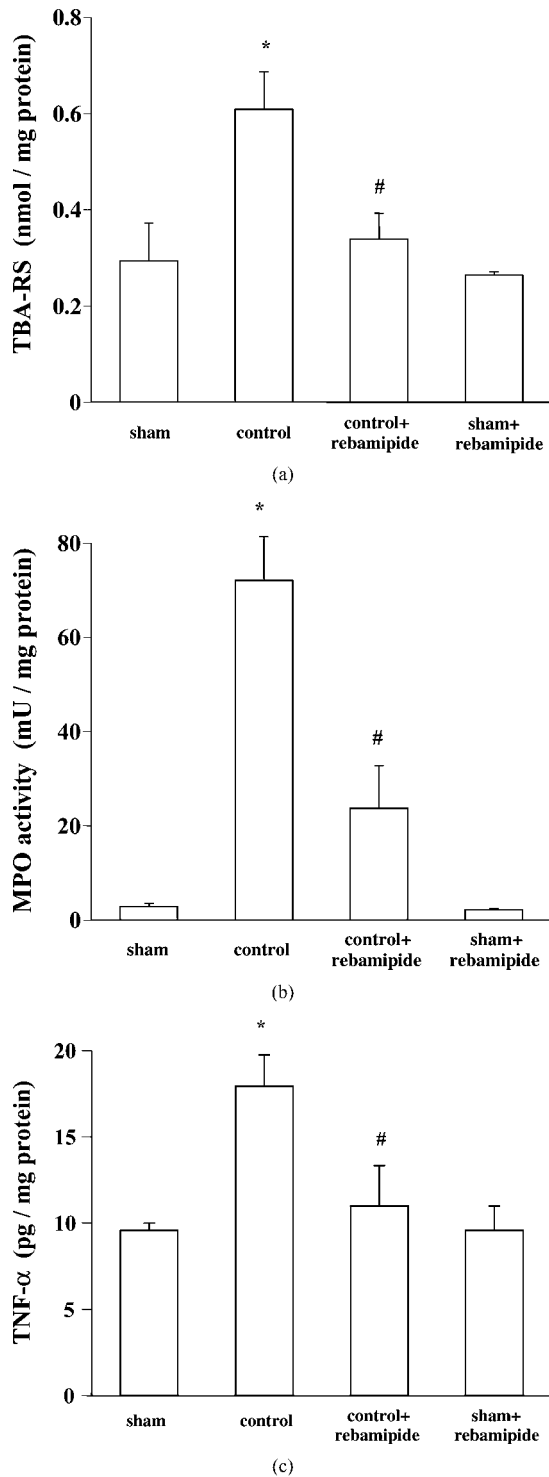 TBA-RS (nmol / mg protein)
0.8
0.6
0.4
0.2
0
*
#
sham
control
control+
rebamipide
sham+
rebamipide
(a)
MPO activity (mU / mg protein)
80
60
40
20
0
*
#
sham
control
control+
rebamipide
sham+
rebamipide
(b)
TNF-α (pg / mg protein)
20
15
10
5
0
*
#
sham
control
control+
rebamipide
sham+
rebamipide
(c)